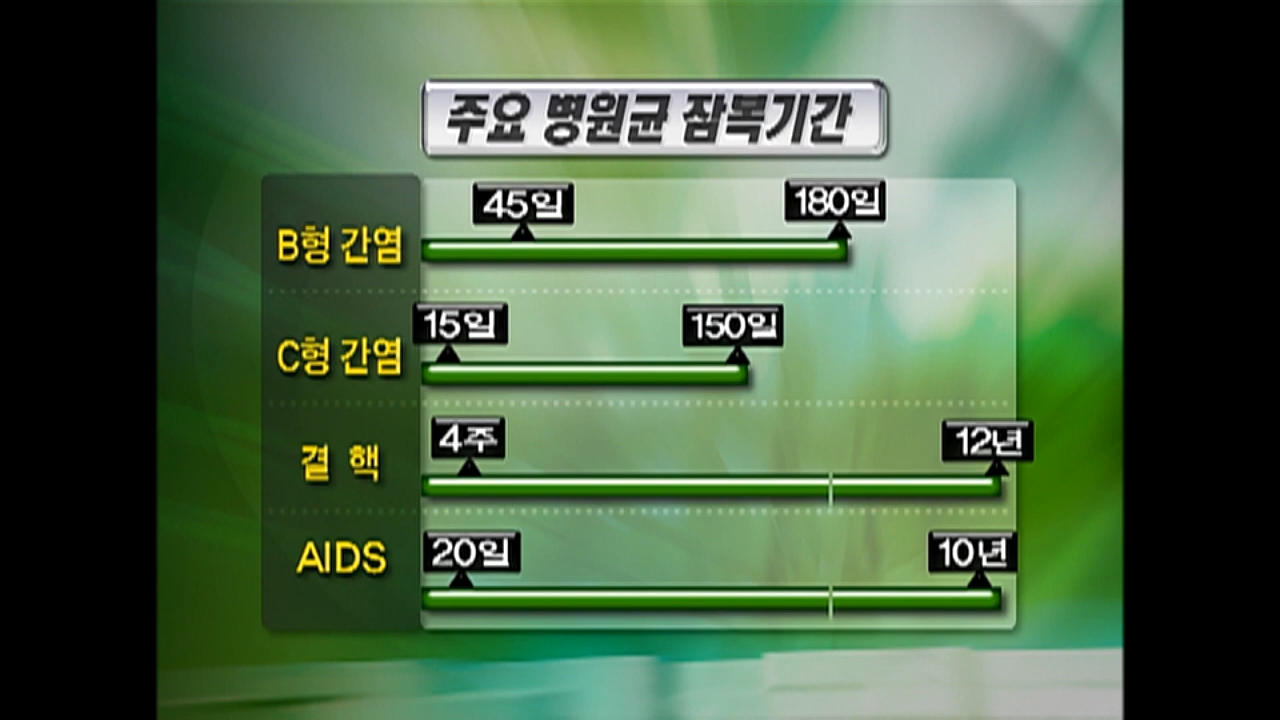 주요 병원균 잠복기간
B형 간염 45일 180일
C형 간염 15일 150일
결 핵 4주 12년
AIDS 20일 10년